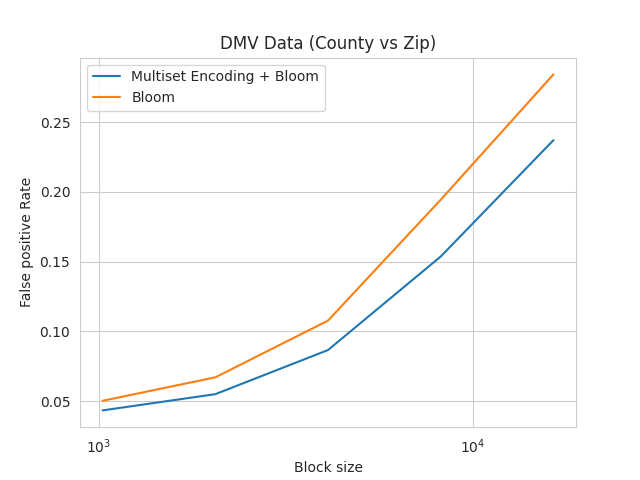 DMV Data (County vs Zip)
Multiset Encoding + Bloom
Bloom
False positive Rate
0.25
0.20
0.15
0.10
0.05
10³
10⁴
Block size